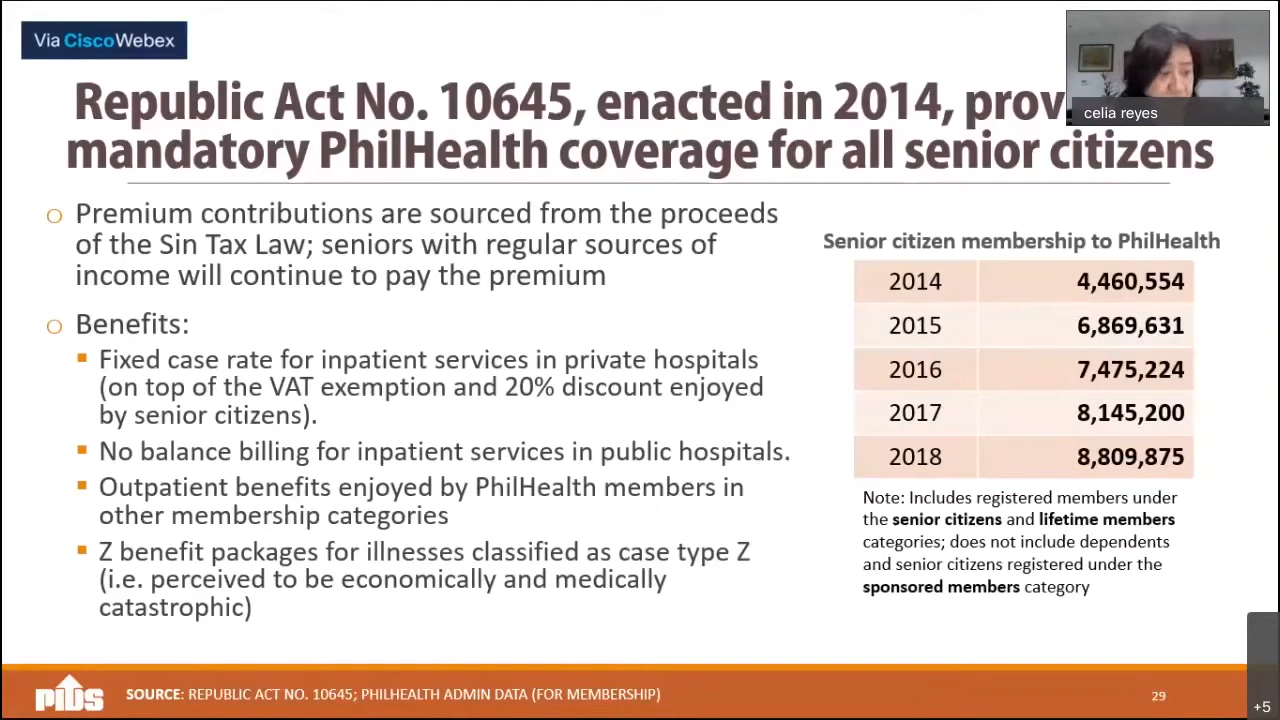 Via CiscoWebex
Republic Act No. 10645, enacted in 2014, prov
mandatory PhilHealth coverage for all senior citizens
celia reyes
o Premium contributions are sourced from the proceeds
of the Sin Tax Law; seniors with regular sources of
income will continue to pay the premium
o Benefits:
▪ Fixed case rate for inpatient services in private hospitals
(on top of the VAT exemption and 20% discount enjoyed
by senior citizens).
▪ No balance billing for inpatient services in public hospitals.
▪ Outpatient benefits enjoyed by PhilHealth members in
other membership categories
▪ Z benefit packages for illnesses classified as case type Z
(i.e. perceived to be economically and medically
catastrophic)
Senior citizen membership to PhilHealth
2014 4,460,554
2015 6,869,631
2016 7,475,224
2017 8,145,200
2018 8,809,875
Note: Includes registered members under
the senior citizens and lifetime members
categories; does not include dependents
and senior citizens registered under the
sponsored members category
PIDS
SOURCE: REPUBLIC ACT NO. 10645; PHILHEALTH ADMIN DATA (FOR MEMBERSHIP)
29
+5